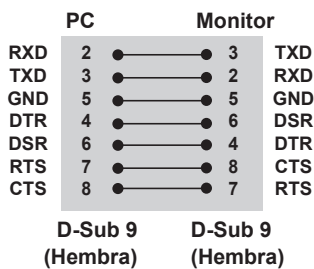 PC Monitor
RXD 2 3 TXD
TXD 3 2 RXD
GND 5 5 GND
DTR 4 6 DSR
DSR 6 4 DTR
RTS 7 8 CTS
CTS 8 7 RTS
D-Sub 9 D-Sub 9
(Hembra) (Hembra)